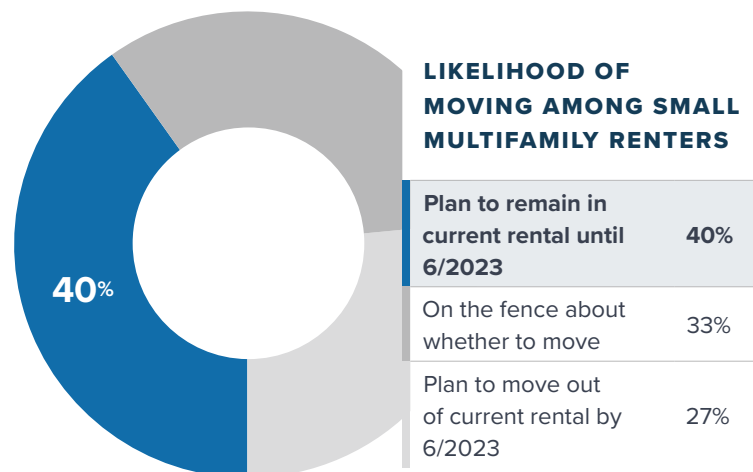 LIKELIHOOD OF
MOVING AMONG SMALL
MULTIFAMILY RENTERS
Plan to remain in
current rental until 40%
6/2023
40%
On the fence about
whether to move 33%
Plan to move out
of current rental by 27%
6/2023